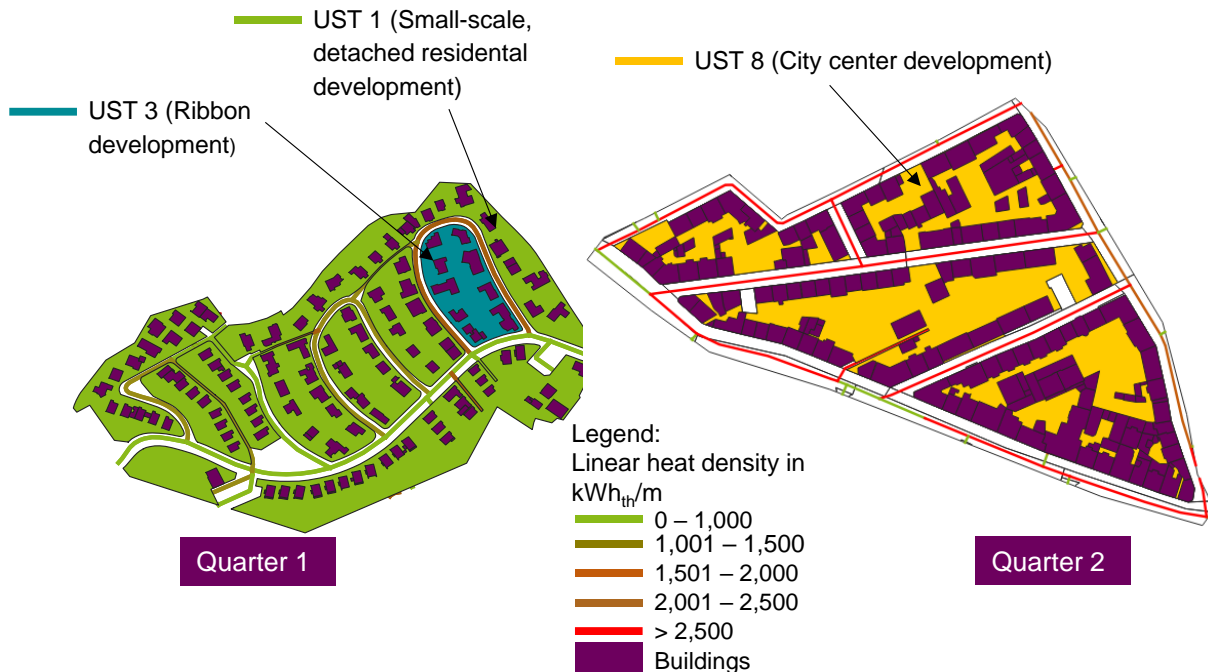 UST 1 (Small-scale,
detached residental
development)
UST 8 (City center development)
UST 3 (Ribbon
development)
Legend:
Linear heat density in
kWhth/m
0 – 1,000
1,001 – 1,500
1,501 – 2,000
2,001 – 2,500
> 2,500
Buildings
Quarter 1
Quarter 2